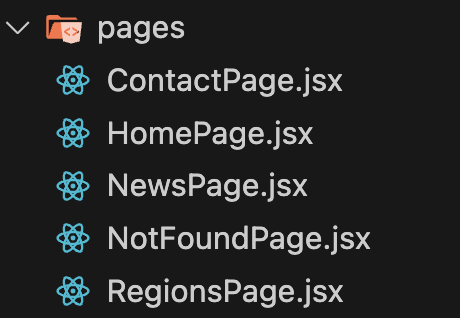 pages
ContactPage.jsx
HomePage.jsx
NewsPage.jsx
NotFoundPage.jsx
RegionsPage.jsx